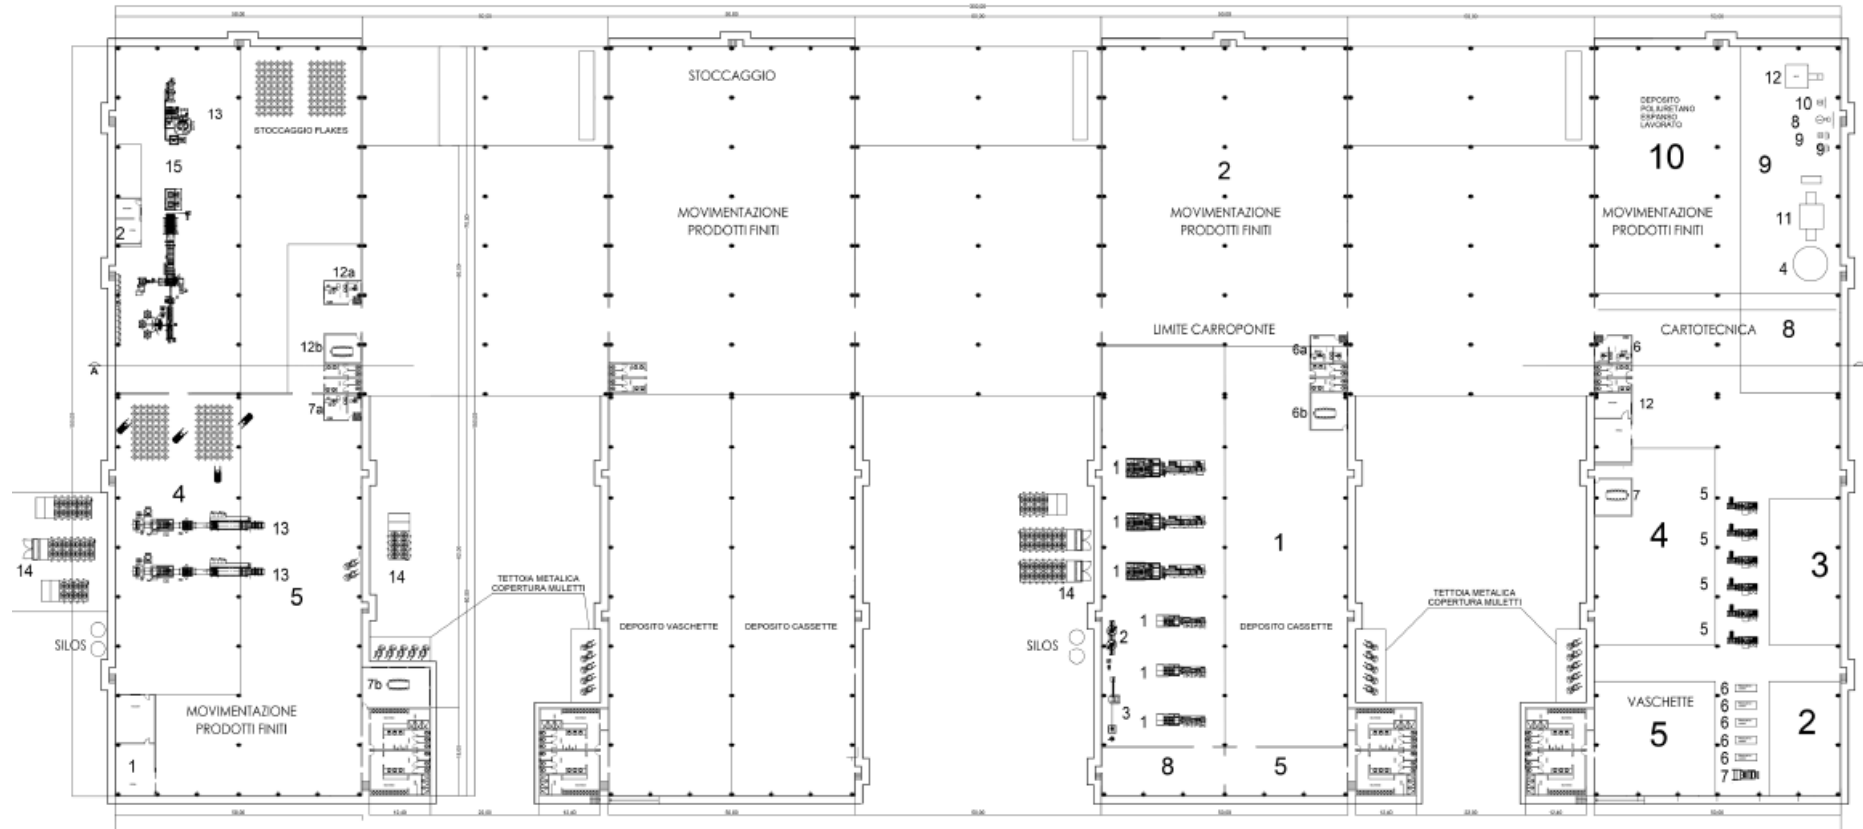 STOCCAGGIO
13
STOCCAGGIO FLAKES
15
2
12a
12b
A
7a
4
13
13
5
14
14
SILOS
7b
MOVIMENTAZIONE
PRODOTTI FINITI
1
TETTOIA METALICA
COPERTURA MULETTI
MOVIMENTAZIONE
PRODOTTI FINITI
DEPOSITO VASCHETTE
DEPOSITO CASSETTE
2
MOVIMENTAZIONE
PRODOTTI FINITI
LIMITE CARROPONTE
6a
6b
1
1
1
1
14
SILOS
1
2
DEPOSITO CASSETTE
1
3
1
8
5
TETTOIA METALICA
COPERTURA MULETTI
DEPOSITO
POLIURETANO
ESPANSO
LAVORATO
10
MOVIMENTAZIONE
PRODOTTI FINITI
12
10
8
9
9
9
11
4
CARTOTECNICA
8
6
12
7
4
5
5
5
5
5
3
VASCHETTE
5
6
6
6
6
6
7
2